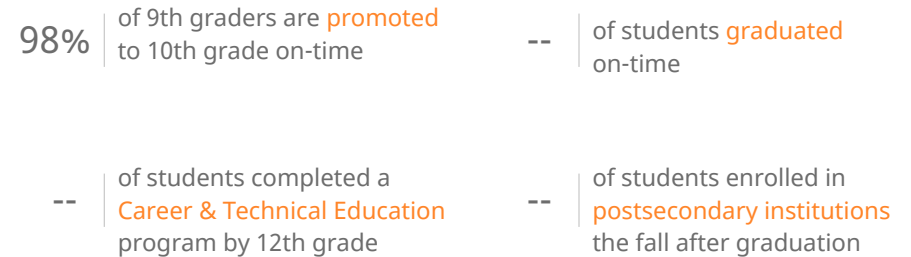 98%
of 9th graders are promoted
to 10th grade on-time
--
of students graduated
on-time
--
of students completed a
Career & Technical Education
program by 12th grade
--
of students enrolled in
postsecondary institutions
the fall after graduation